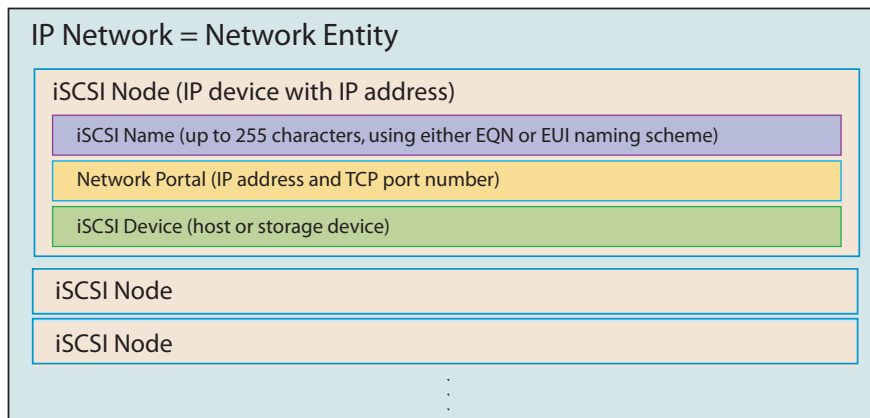 IP Network = Network Entity
iSCSI Node (IP device with IP address)
iSCSI Name (up to 255 characters, using either EQN or EUI naming scheme)
Network Portal (IP address and TCP port number)
iSCSI Device (host or storage device)
iSCSI Node
iSCSI Node